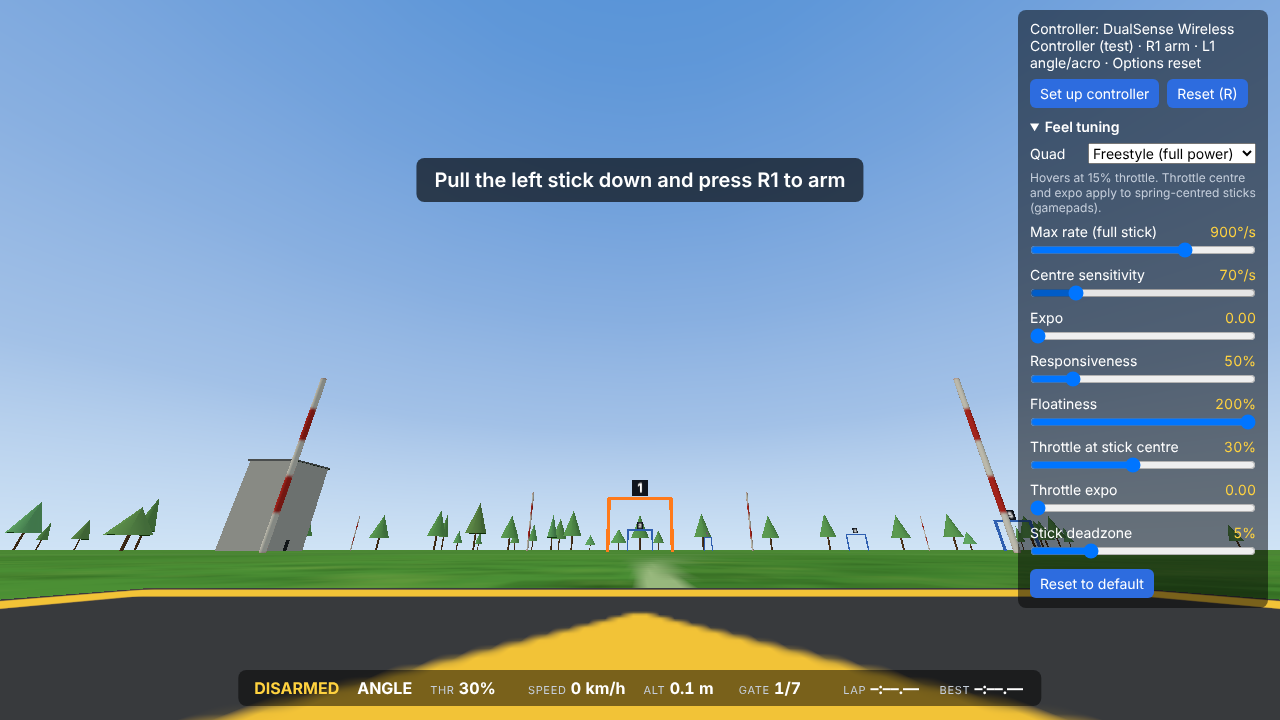 Controller: DualSense Wireless
Controller (test) · R1 arm · L1
angle/acro · Options reset
Set up controller Reset (R)
▼ Feel tuning
Quad Freestyle (full power)
Hovers at 15% throttle. Throttle centre
and expo apply to spring-centred sticks
(gamepads).
Max rate (full stick) 900°/s
Centre sensitivity 70°/s
Expo 0.00
Responsiveness 50%
Floatiness 200%
Throttle at stick centre 30%
Throttle expo 0.00
Stick deadzone 5%
Reset to default
Pull the left stick down and press R1 to arm
1
DISARMED ANGLE THR 30% SPEED 0 km/h ALT 0.1 m GATE 1/7 LAP –:––.–– BEST –:––.––